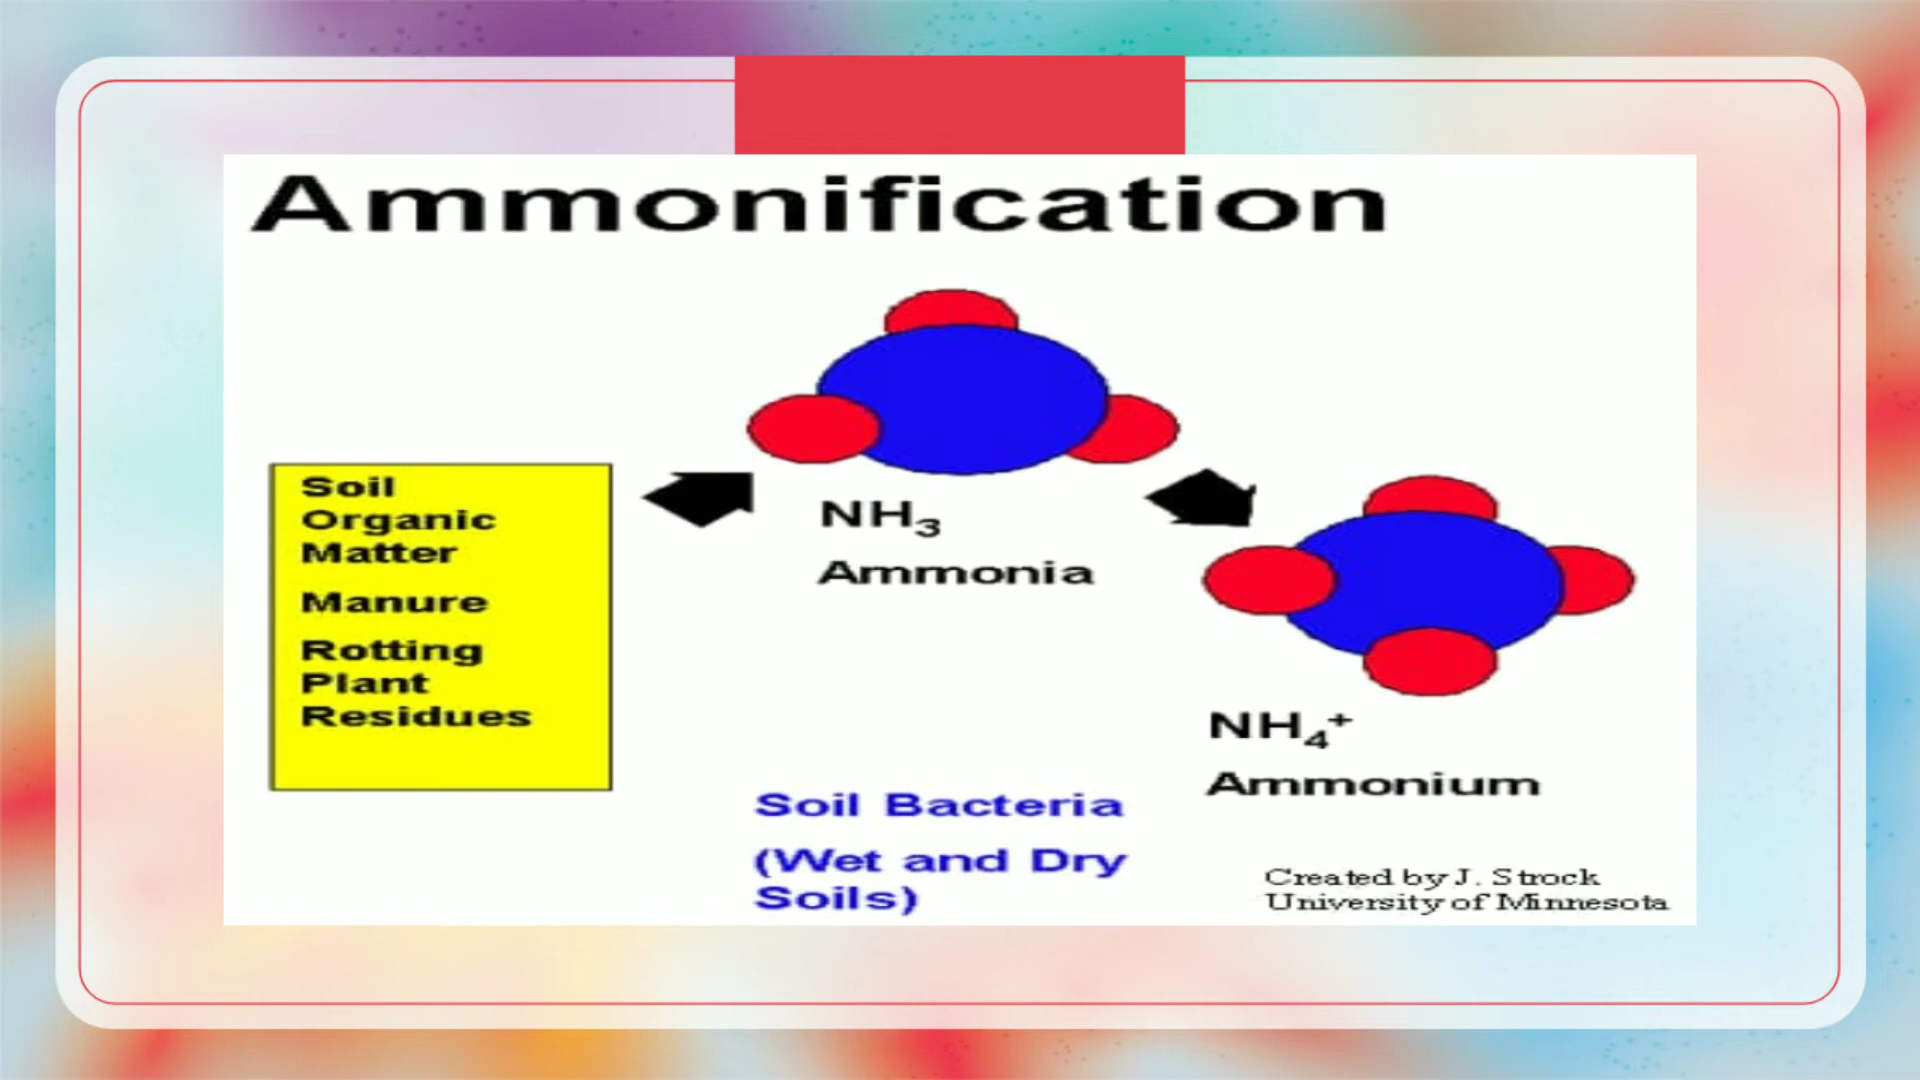 Ammonification
Soil
Organic
Matter
Manure
Rotting
Plant
Residues
NH₃
Ammonia
NH₄⁺
Ammonium
Soil Bacteria
(Wet and Dry
Soils)
Created by J. Strock
University of Minnesota